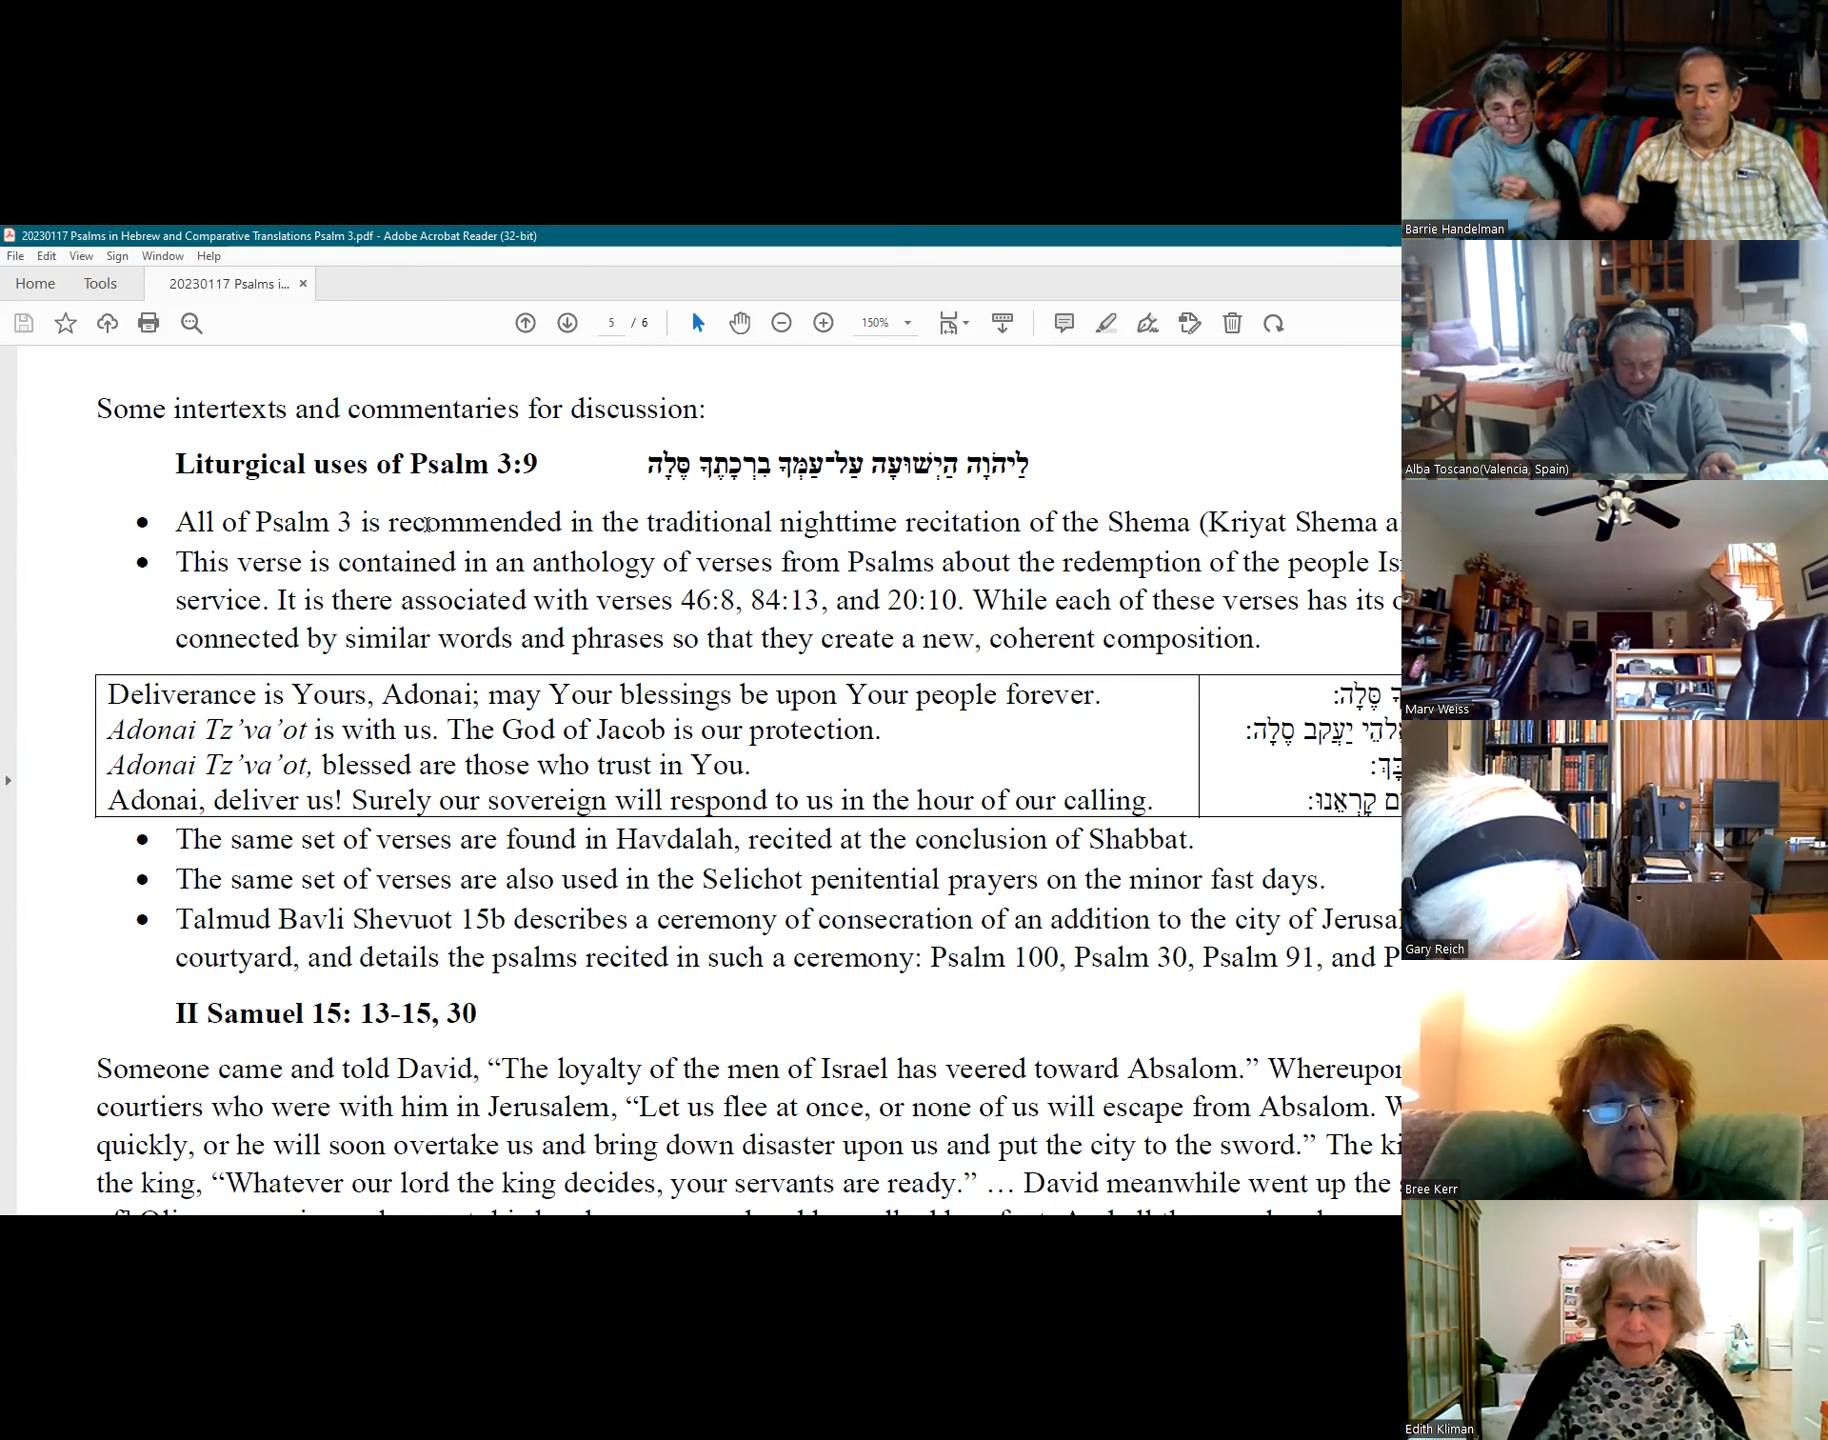 20230117 Psalms in Hebrew and Comparative Translations Psalm 3.pdf - Adobe Acrobat Reader (32-bit)
File Edit View Sign Window Help
Home Tools 20230117 Psalms i... ×
5 / 6 150%
Some intertexts and commentaries for discussion:
Liturgical uses of Psalm 3:9 לַיהֹוָה הַיְשׁוּעָה עַל־עַמְּךָ בִרְכָתֶךָ סֶּלָה
• All of Psalm 3 is recommended in the traditional nighttime recitation of the Shema (Kriyat Shema a
• This verse is contained in an anthology of verses from Psalms about the redemption of the people Is
service. It is there associated with verses 46:8, 84:13, and 20:10. While each of these verses has its
connected by similar words and phrases so that they create a new, coherent composition.
Deliverance is Yours, Adonai; may Your blessings be upon Your people forever. סֶּלָה:
Adonai Tz’va’ot is with us. The God of Jacob is our protection. יַעֲקֹב סֶלָה:
Adonai Tz’va’ot, blessed are those who trust in You.
Adonai, deliver us! Surely our sovereign will respond to us in the hour of our calling. קָרְאֵנוּ:
• The same set of verses are found in Havdalah, recited at the conclusion of Shabbat.
• The same set of verses are also used in the Selichot penitential prayers on the minor fast days.
• Talmud Bavli Shevuot 15b describes a ceremony of consecration of an addition to the city of Jerusal
courtyard, and details the psalms recited in such a ceremony: Psalm 100, Psalm 30, Psalm 91, and P
II Samuel 15: 13-15, 30
Someone came and told David, “The loyalty of the men of Israel has veered toward Absalom.” Whereupon
courtiers who were with him in Jerusalem, “Let us flee at once, or none of us will escape from Absalom. W
quickly, or he will soon overtake us and bring down disaster upon us and put the city to the sword.” The ki
the king, “Whatever our lord the king decides, your servants are ready.” … David meanwhile went up the
Barrie Handelman
Alba Toscano(Valencia, Spain)
Mary Weiss
Gary Reich
Bree Kerr
Edith Kliman